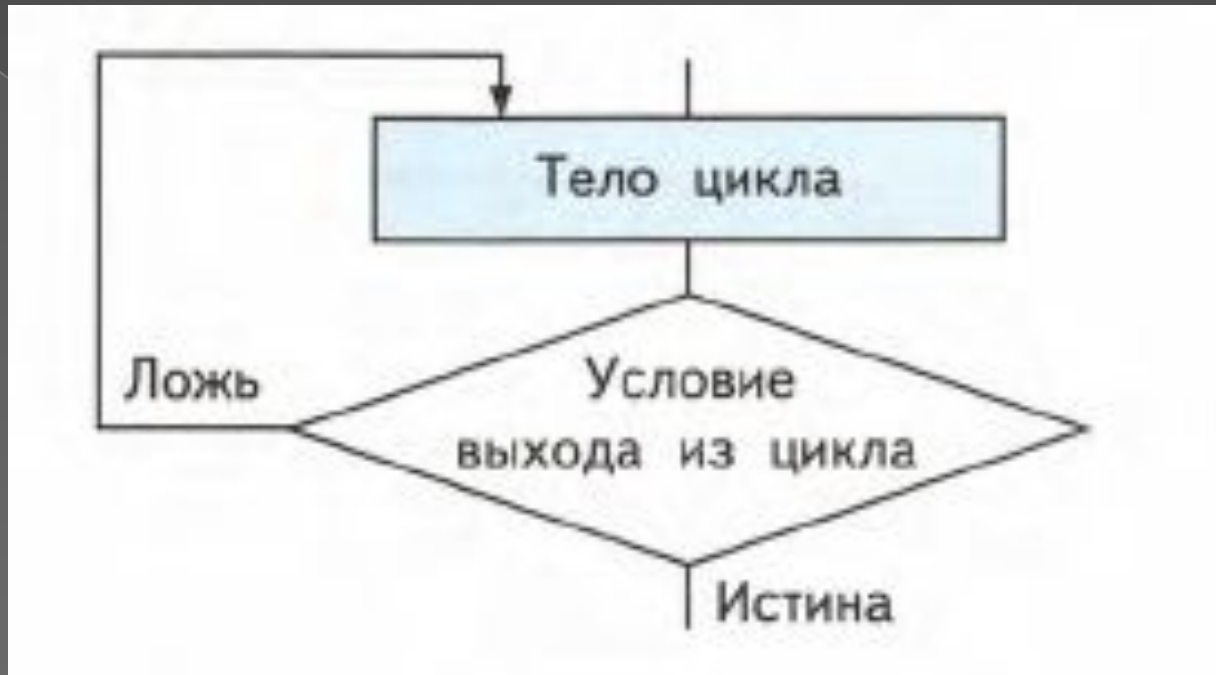 Тело цикла
Ложь
Условие
выхода из цикла
Истина